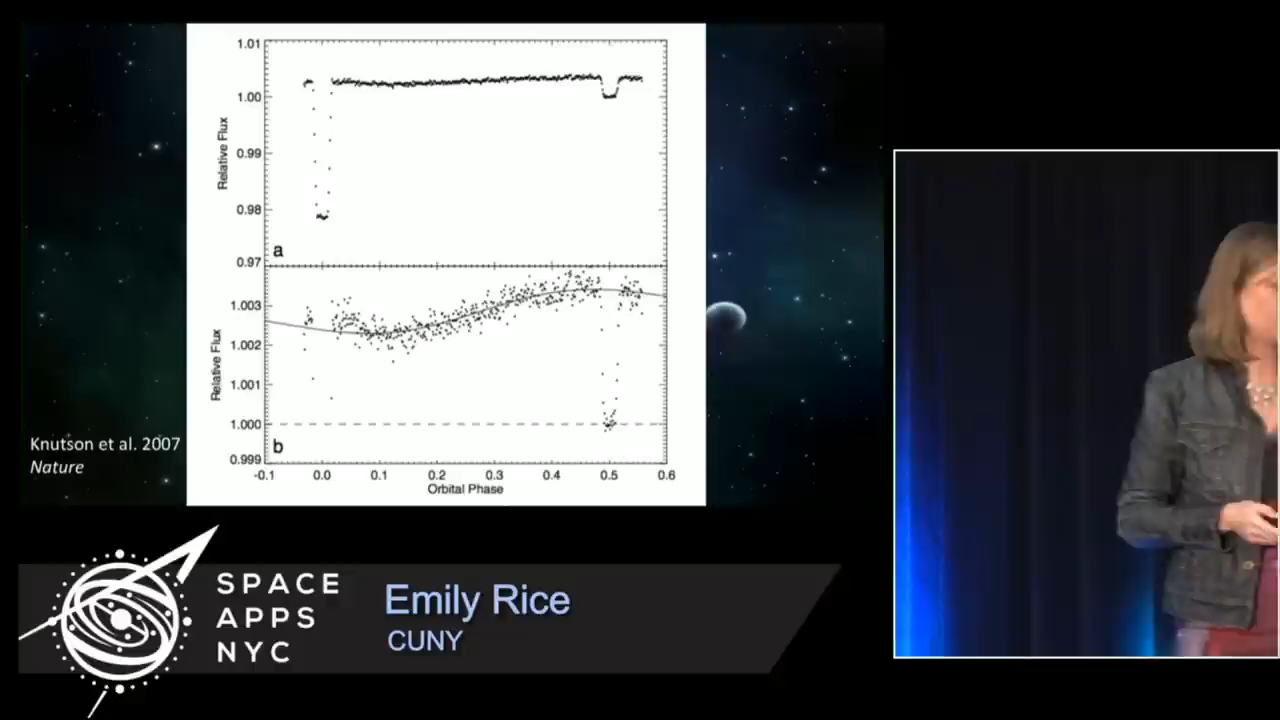 1.01
1.00
0.99
0.98
0.97
Relative Flux
a
1.003
1.002
1.001
1.000
0.999
Relative Flux
b
-0.1 0.0 0.1 0.2 0.3 0.4 0.5 0.6
Orbital Phase
Knutson et al. 2007
Nature
SPACE
APPS
NYC
Emily Rice
CUNY